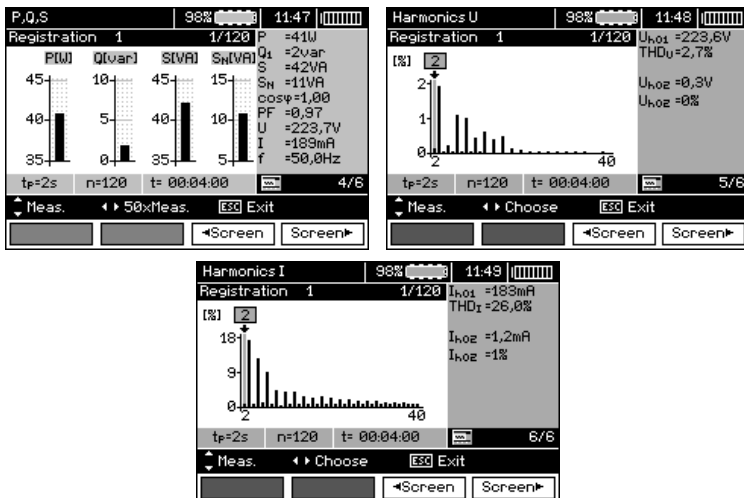 P,Q,S 98% 11:47
Registration 1 1/120
P[W] Q[var] S[VA] SN[VA]
45 10 45 15
40 5 40 10
35 0 35 5
P =41W
Q1 =2var
S =42VA
SN =11VA
cosφ=1,00
PF =0,97
U =223,7V
I =189mA
f =50,0Hz
tP=2s n=120 t= 00:04:00 4/6
Meas. 50xMeas. ESC Exit
◄Screen Screen►
Harmonics U 98% 11:48
Registration 1 1/120
[%] 2
2
1
0
2 40
Uh01 =223,6V
THDU=2,7%
Uh02 =0,3V
Uh02 =0%
tP=2s n=120 t= 00:04:00 5/6
Meas. Choose ESC Exit
◄Screen Screen►
Harmonics I 98% 11:49
Registration 1 1/120
[%] 2
18
9
0
2 40
Ih01 =183mA
THDI=26,0%
Ih02 =1,2mA
Ih02 =1%
tP=2s n=120 t= 00:04:00 6/6
Meas. Choose ESC Exit
◄Screen Screen►